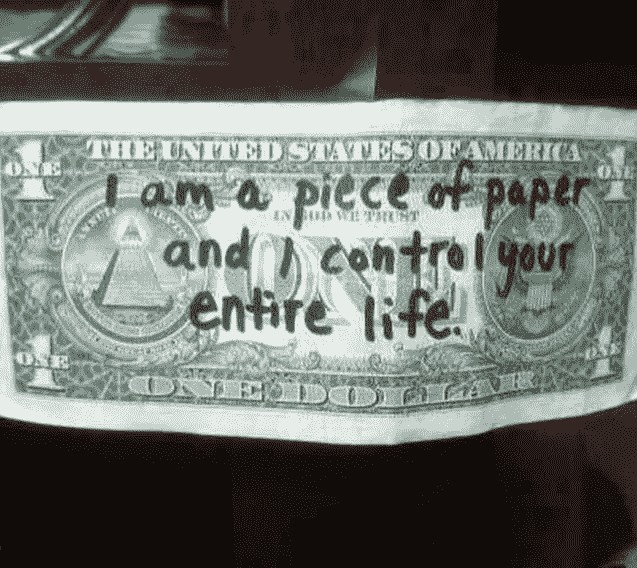 THE UNITED STATES OF AMERICA
ONE
I am a piece of paper
IN GOD WE TRUST
and I control your
ONE
entire life.
ONE
ONE
ONE DOLLAR
1
1
1
1